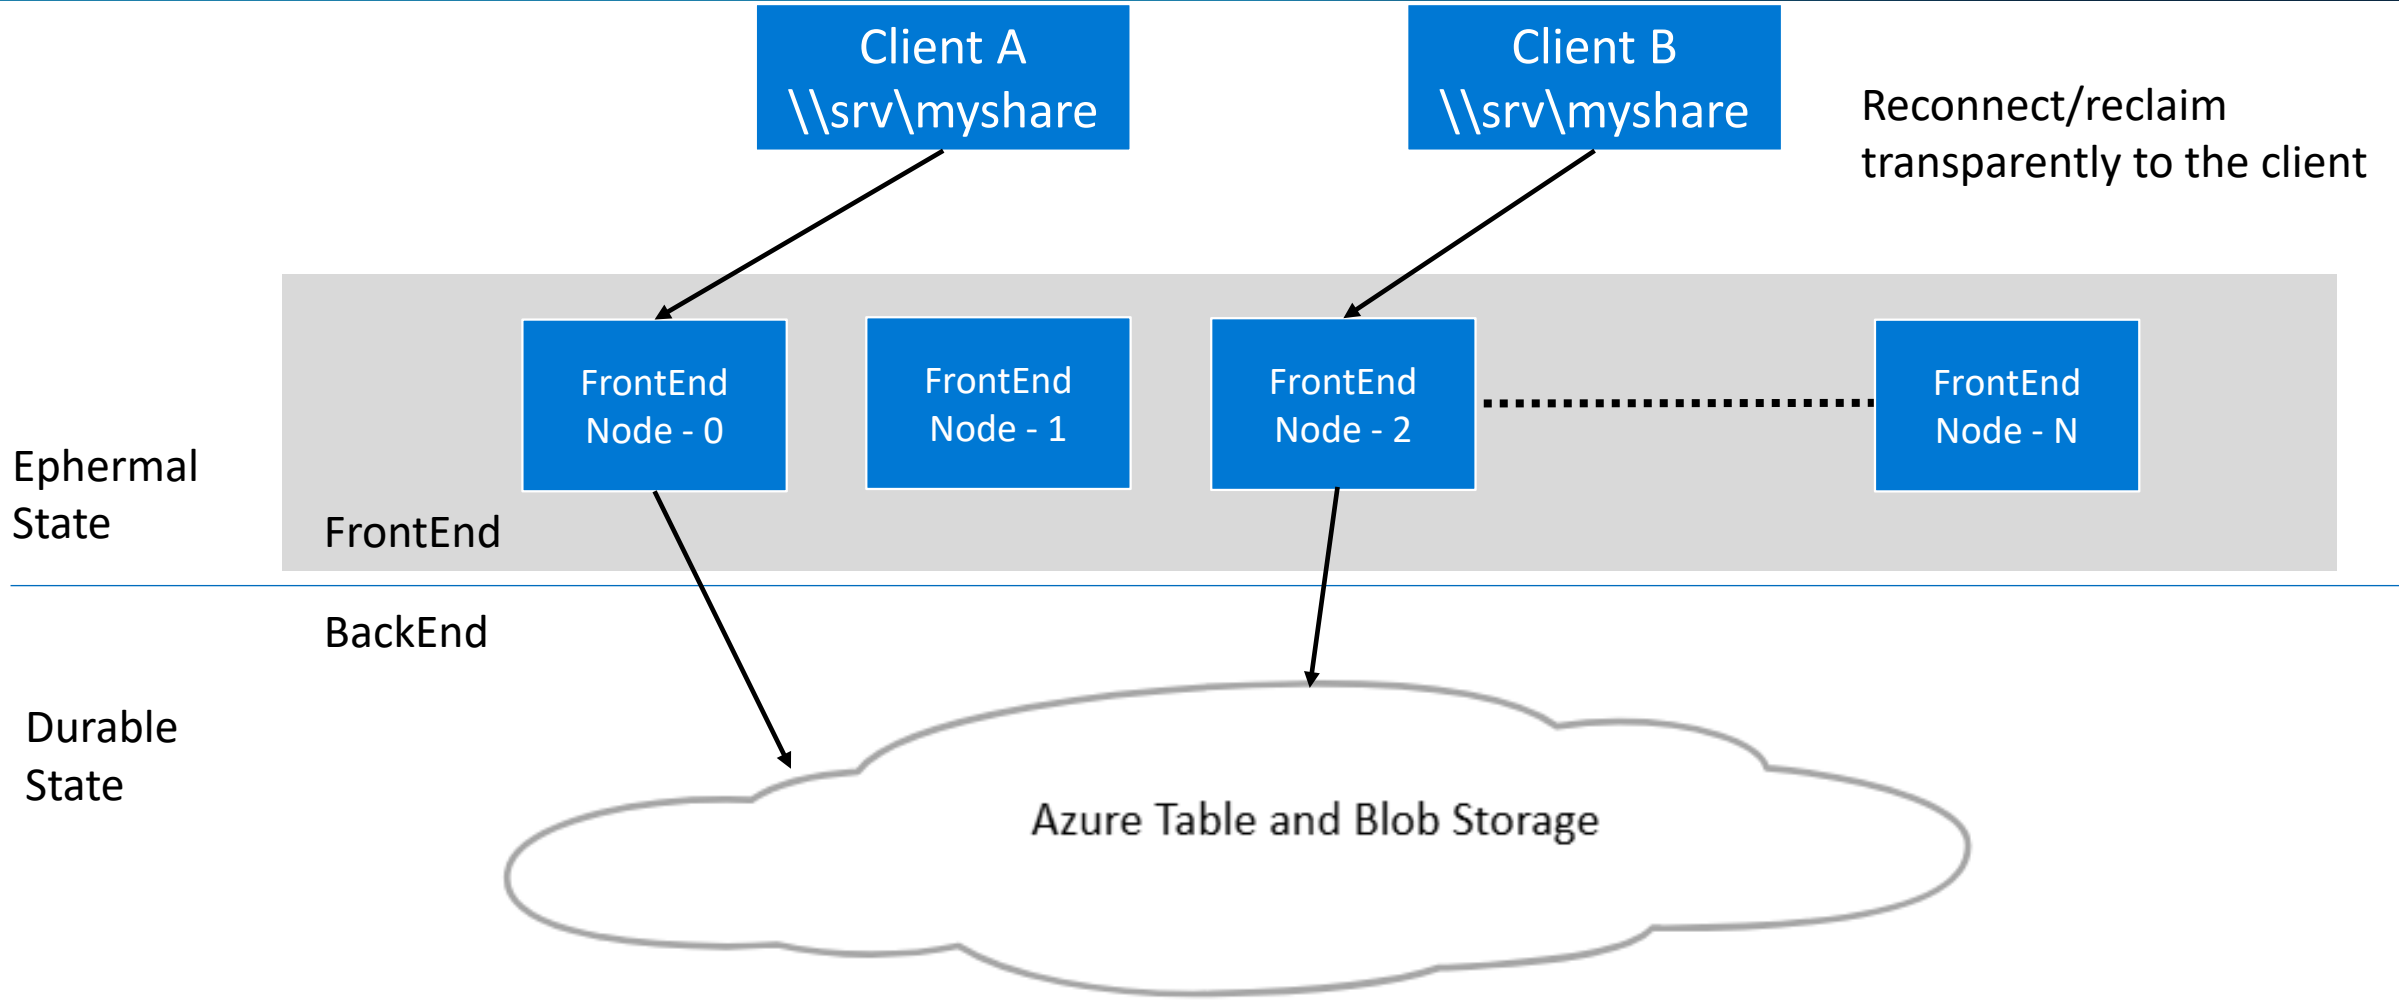 Client A
\\srv\myshare
Client B
\\srv\myshare
Reconnect/reclaim
transparently to the client
FrontEnd
Node - 0
FrontEnd
Node - 1
FrontEnd
Node - 2
FrontEnd
Node - N
Ephermal
State
FrontEnd
BackEnd
Durable
State
Azure Table and Blob Storage